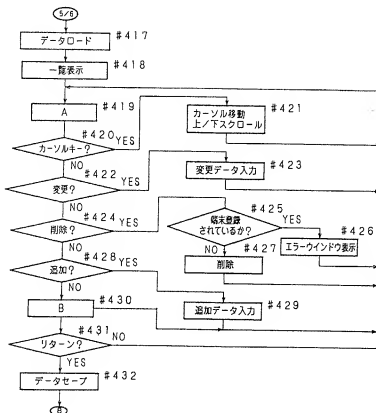 5/6
データロード #417
一覧表示 #418
A #419
#420
カーソルキー? YES
NO
カーソル移動
上/下スクロール
#421
#422
変更? YES
NO
変更データ入力
#423
#424
削除? YES
NO
端末登録
されているか?
#425
YES
NO
エラーウインドウ表示
#426
削除
#427
#428
追加? YES
NO
追加データ入力
#429
B #430
#431
リターン? NO
YES
データセーブ #432